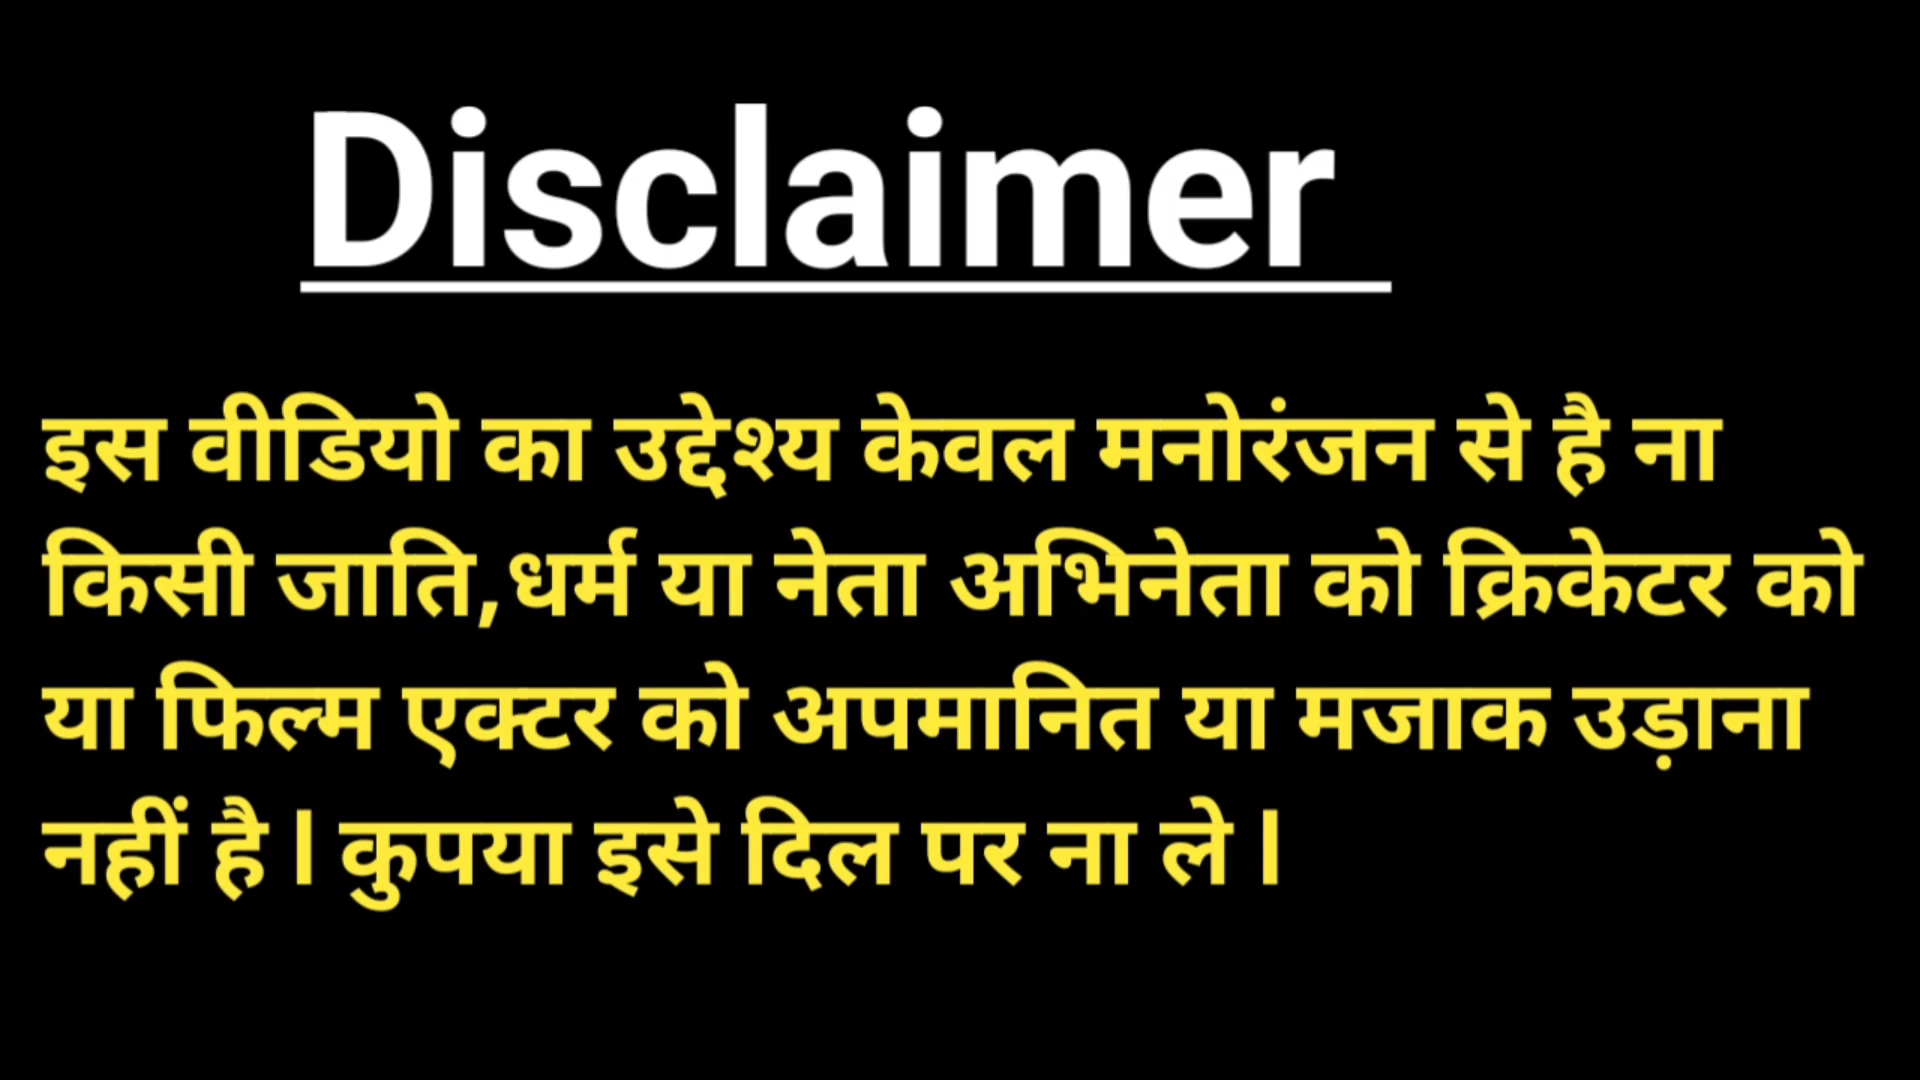 Disclaimer
इस वीडियो का उद्देश्य केवल मनोरंजन से है ना
किसी जाति,धर्म या नेता अभिनेता को क्रिकेटर को
या फिल्म एक्टर को अपमानित या मजाक उड़ाना
नहीं है l कुपया इसे दिल पर ना ले l